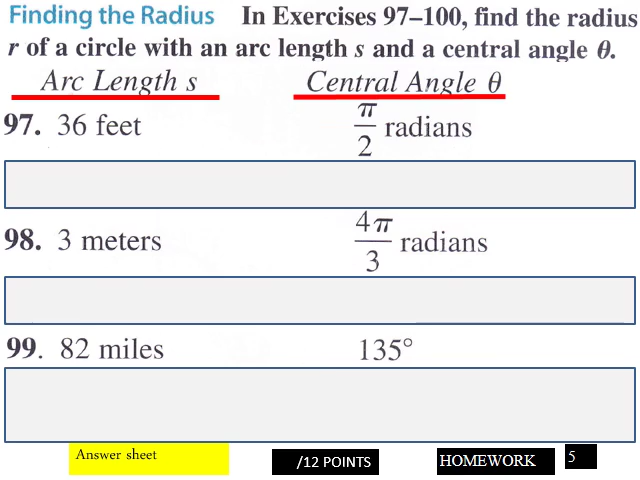 Finding the Radius In Exercises 97–100, find the radius
r of a circle with an arc length s and a central angle θ.
Arc Length s Central Angle θ
97. 36 feet π/2 radians
98. 3 meters 4π/3 radians
99. 82 miles 135°
Answer sheet /12 POINTS HOMEWORK 5